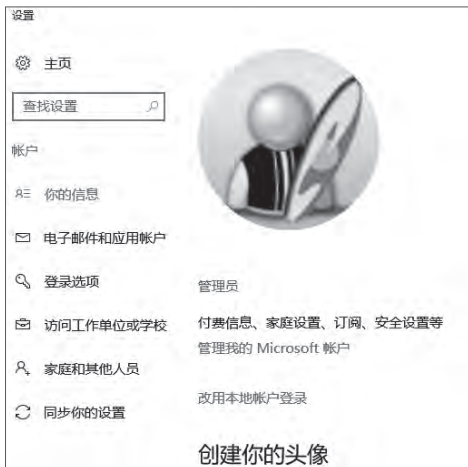 设置
主页
查找设置
帐户
你的信息
电子邮件和应用帐户
登录选项
访问工作单位或学校
家庭和其他人员
同步你的设置
管理员
付费信息、家庭设置、订阅、安全设置等
管理我的 Microsoft 帐户
改用本地帐户登录
创建你的头像